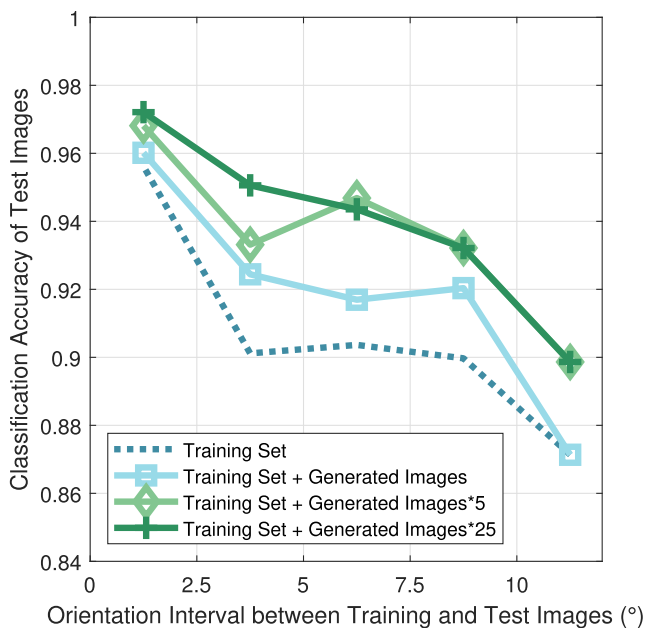 1
0.98
0.96
0.94
0.92
0.9
0.88
0.86
0.84
Classification Accuracy of Test Images
Training Set
Training Set + Generated Images
Training Set + Generated Images*5
Training Set + Generated Images*25
0 2.5 5 7.5 10
Orientation Interval between Training and Test Images (°)